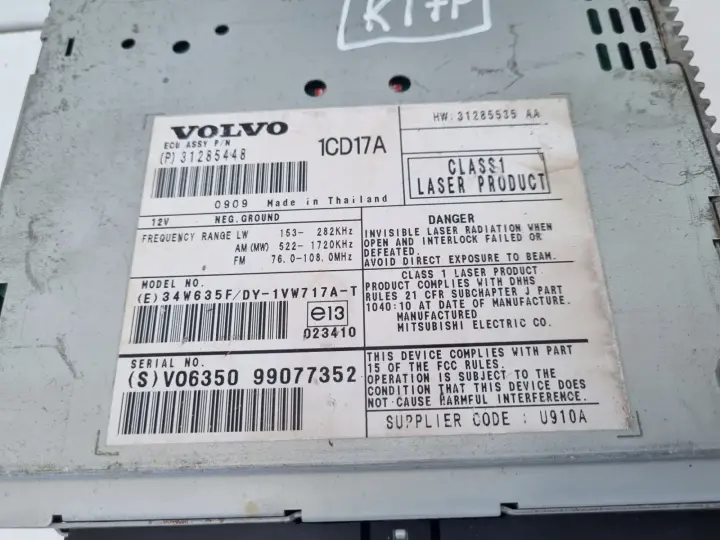 K17P
VOLVO
ECU ASSY P/N
(P) 31285448
1CD17A
HW: 31285535 AA
CLASS1
LASER PRODUCT
0909 Made in Thailand
12V NEG.GROUND
FREQUENCY RANGE LW 153- 282KHz
AM(MW) 522-1720KHz
FM 76.0-108.0MHz
DANGER
INVISIBLE LASER RADIATION WHEN
OPEN AND INTERLOCK FAILED OR
DEFEATED.
AVOID DIRECT EXPOSURE TO BEAM.
CLASS 1 LASER PRODUCT
PRODUCT COMPLIES WITH DHHS
RULES 21 CFR SUBCHAPTER J PART
1040:10 AT DATE OF MANUFACTURE.
MANUFACTURED
MITSUBISHI ELECTRIC CO.
MODEL NO.
(E)34W635F/DY-1VW717A-T
e13
023410
SERIAL NO.
(S)V06350 99077352
THIS DEVICE COMPLIES WITH PART
15 OF THE FCC RULES.
OPERATION IS SUBJECT TO THE
CONDITION THAT THIS DEVICE DOES
NOT CAUSE HARMFUL INTERFERENCE.
SUPPLIER CODE : U910A